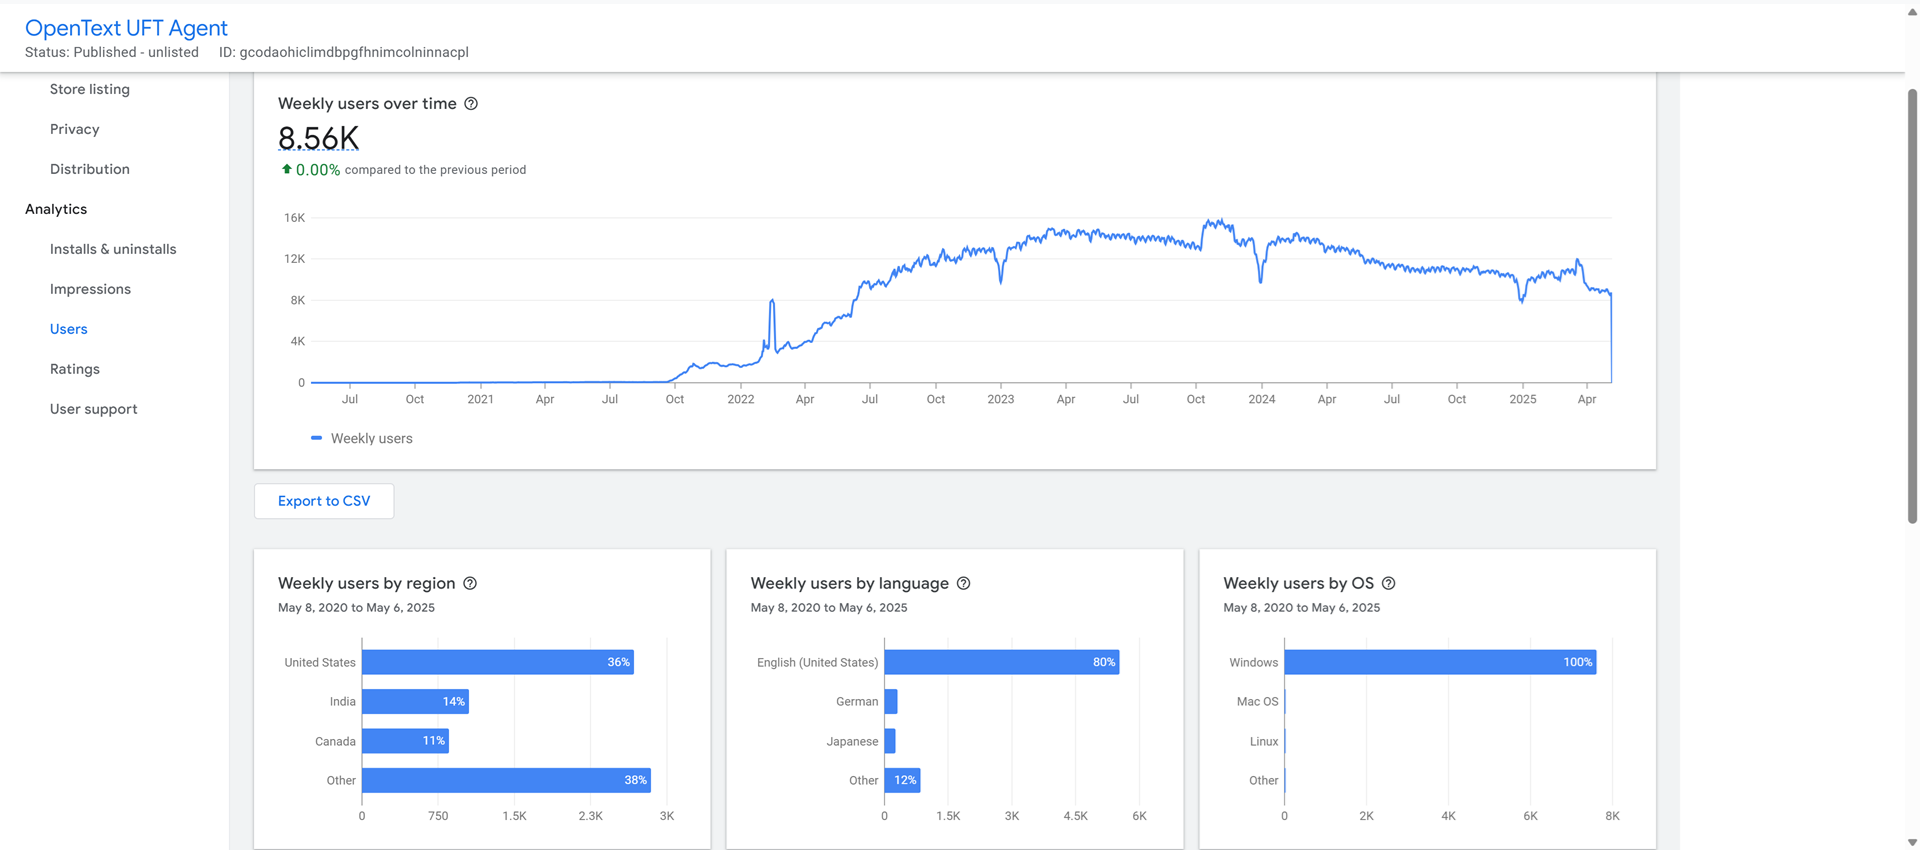 OpenText UFT Agent
Status: Published - unlisted ID: gcodaohiclimdbpgfhnimcolninnacpl
Store listing
Privacy
Distribution
Analytics
Installs & uninstalls
Impressions
Users
Ratings
User support
Weekly users over time
8.56K
0.00% compared to the previous period
16K
12K
8K
4K
0
Jul Oct 2021 Apr Jul Oct 2022 Apr Jul Oct 2023 Apr Jul Oct 2024 Apr Jul Oct 2025 Apr
Weekly users
Export to CSV
Weekly users by region
May 8, 2020 to May 6, 2025
United States 36%
India 14%
Canada 11%
Other 38%
0 750 1.5K 2.3K 3K
Weekly users by language
May 8, 2020 to May 6, 2025
English (United States) 80%
German
Japanese
Other 12%
0 1.5K 3K 4.5K 6K
Weekly users by OS
May 8, 2020 to May 6, 2025
Windows 100%
Mac OS
Linux
Other
0 2K 4K 6K 8K